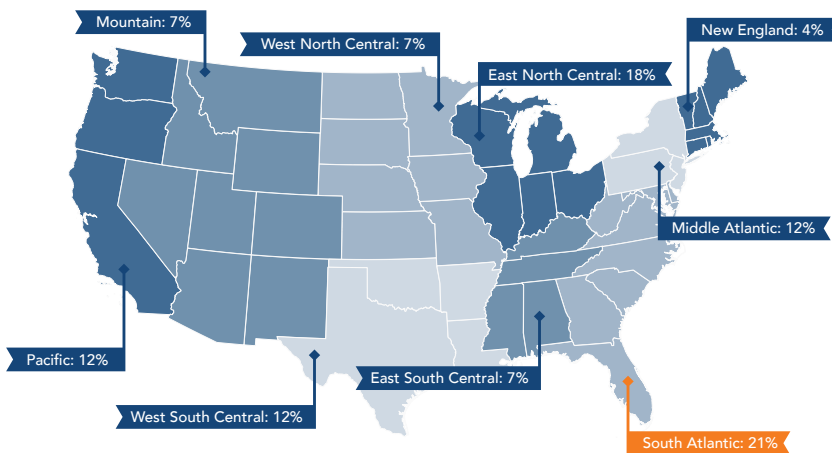 Mountain: 7%
New England: 4%
West North Central: 7%
East North Central: 18%
Middle Atlantic: 12%
Pacific: 12%
East South Central: 7%
West South Central: 12%
South Atlantic: 21%